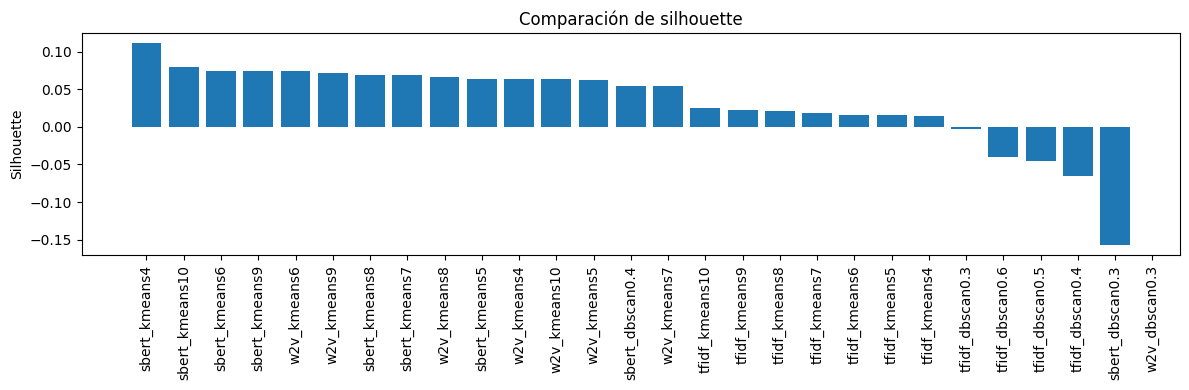 Comparación de silhouette
Silhouette
0.10
0.05
0.00
−0.05
−0.10
−0.15
sbert_kmeans4
sbert_kmeans10
sbert_kmeans6
sbert_kmeans9
w2v_kmeans6
w2v_kmeans9
sbert_kmeans8
sbert_kmeans7
w2v_kmeans8
sbert_kmeans5
w2v_kmeans4
w2v_kmeans10
w2v_kmeans5
sbert_dbscan0.4
w2v_kmeans7
tfidf_kmeans10
tfidf_kmeans9
tfidf_kmeans8
tfidf_kmeans7
tfidf_kmeans6
tfidf_kmeans5
tfidf_kmeans4
tfidf_dbscan0.3
tfidf_dbscan0.6
tfidf_dbscan0.5
tfidf_dbscan0.4
sbert_dbscan0.3
w2v_dbscan0.3